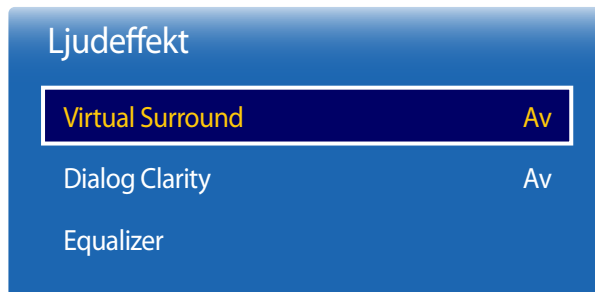 Ljudeffekt
Virtual Surround Av
Dialog Clarity Av
Equalizer